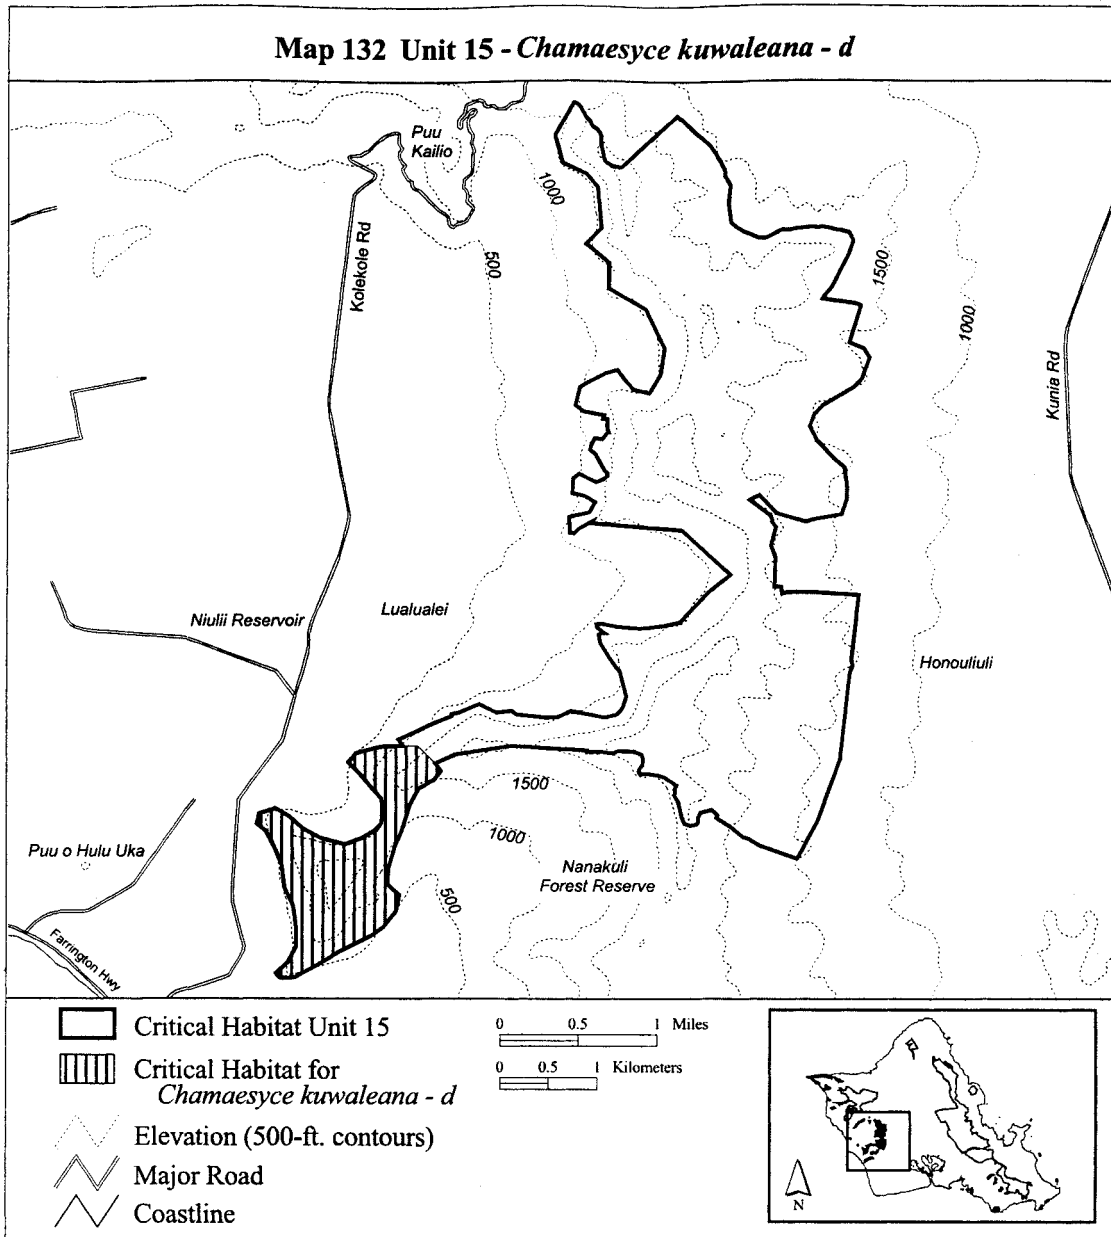 Map 132 Unit 15 - Chamaesyce kuwaleana - d
Puu
Kailio
1000
Kolekole Rd
500
1500
1000
Kunia Rd
Niulii Reservoir
Lualualei
Honouliuli
1500
1000
Puu o Hulu Uka
Nanakuli
Forest Reserve
500
Farrington Hwy
Critical Habitat Unit 15
0 0.5 1 Miles
Critical Habitat for
Chamaesyce kuwaleana - d
0 0.5 1 Kilometers
Elevation (500-ft. contours)
Major Road
Coastline
N